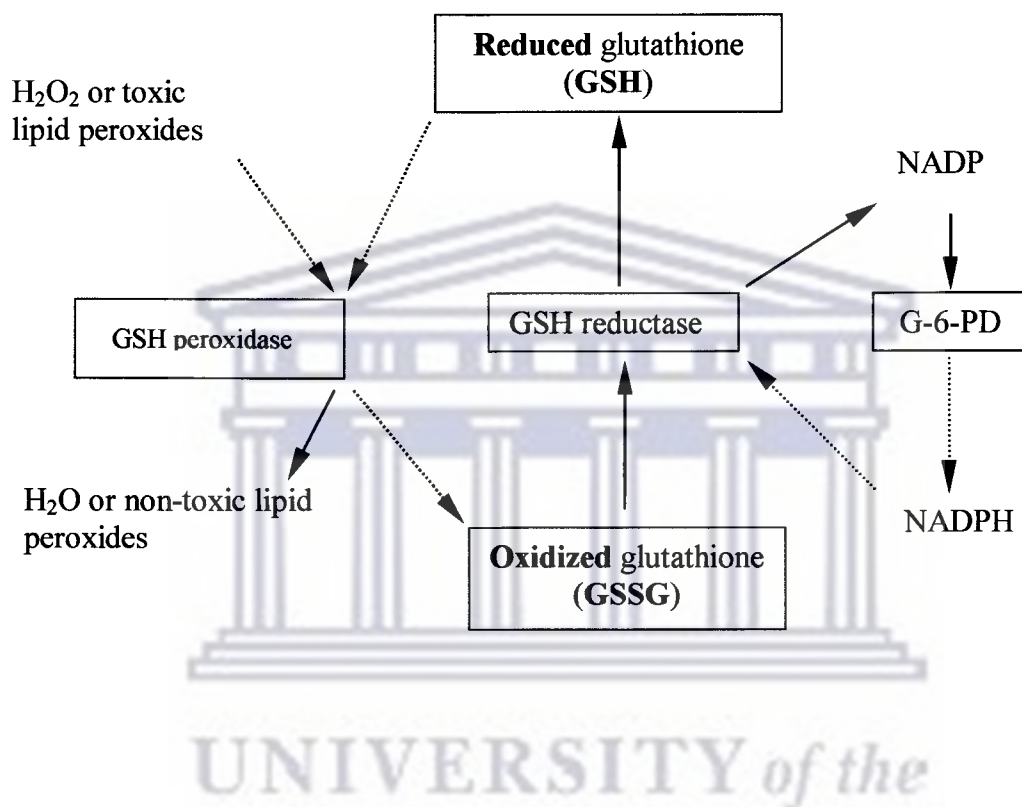 Reduced glutathione
(GSH)
H₂O₂ or toxic
lipid peroxides
NADP
GSH peroxidase
GSH reductase
G-6-PD
H₂O or non-toxic lipid
peroxides
NADPH
Oxidized glutathione
(GSSG)
UNIVERSITY of the